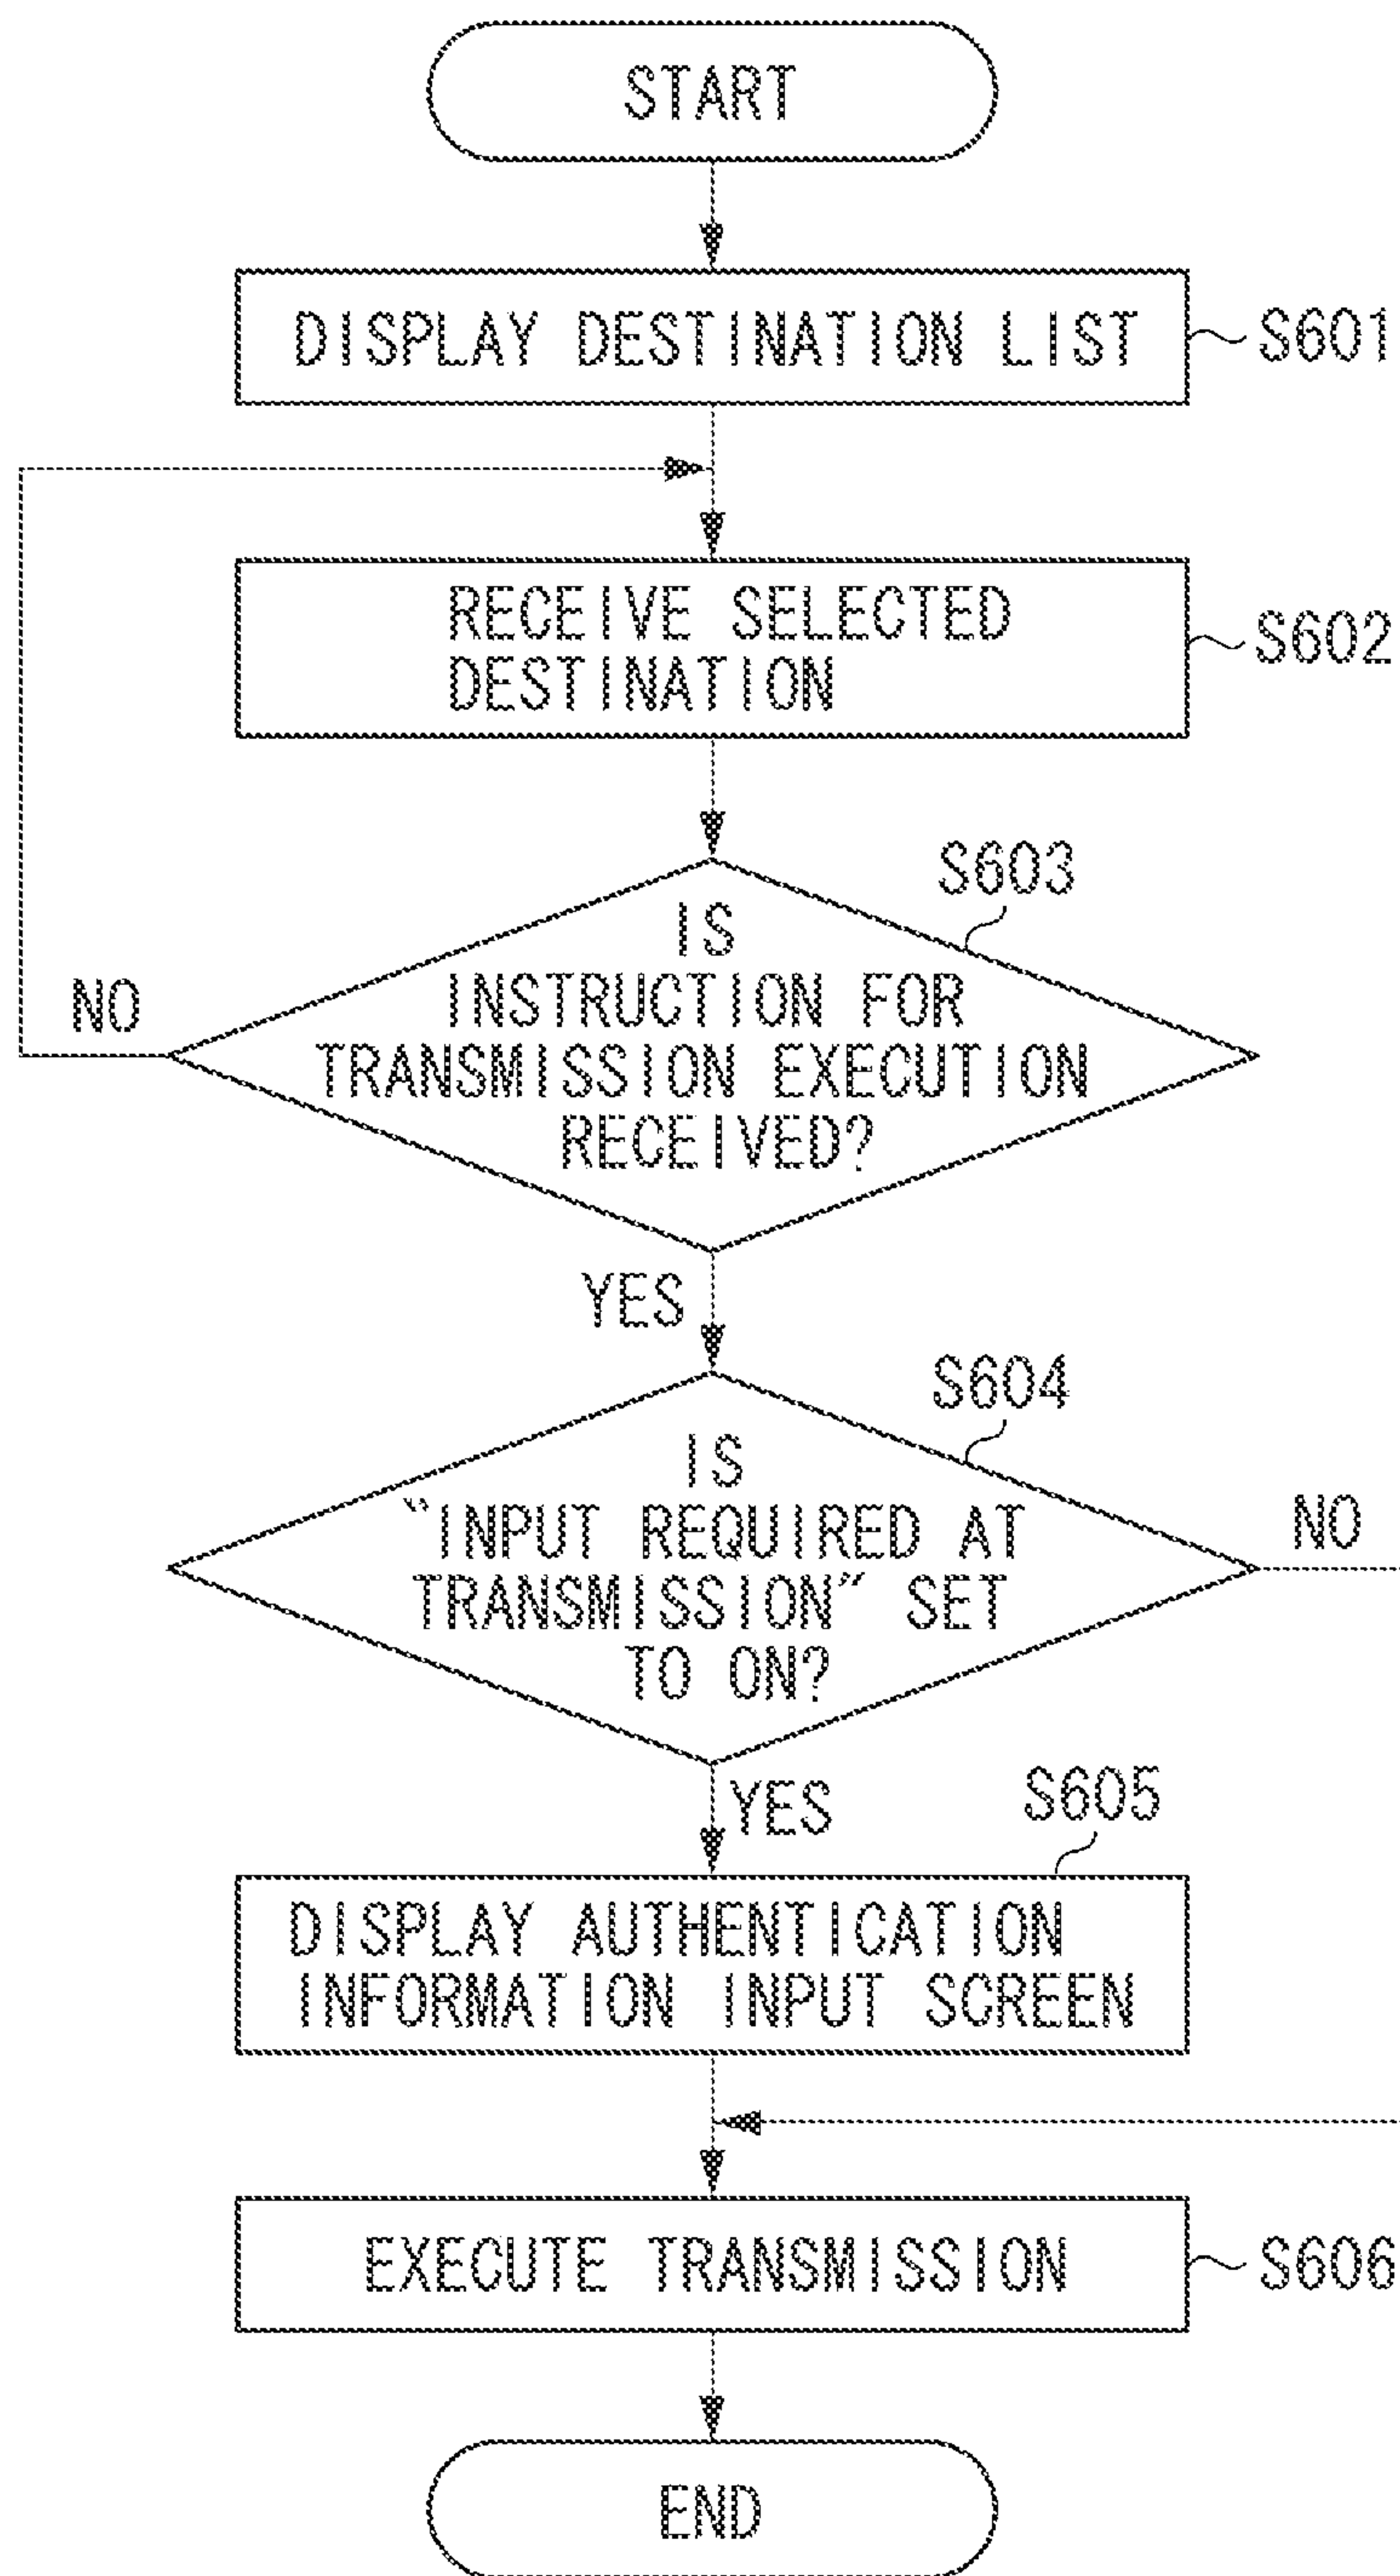 START
DISPLAY DESTINATION LIST
S601
RECEIVE SELECTED
DESTINATION
S602
S603
IS
INSTRUCTION FOR
TRANSMISSION EXECUTION
RECEIVED?
NO
YES
S604
IS
“INPUT REQUIRED AT
TRANSMISSION” SET
TO ON?
NO
YES
S605
DISPLAY AUTHENTICATION
INFORMATION INPUT SCREEN
EXECUTE TRANSMISSION
S606
END